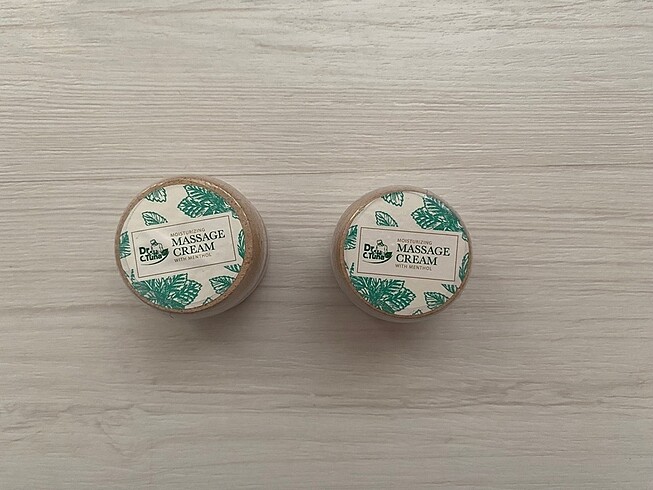 Dr.
C.Tuna
MOISTURIZING
MASSAGE
CREAM
WITH MENTHOL
Dr.
C.Tuna
MOISTURIZING
MASSAGE
CREAM
WITH MENTHOL